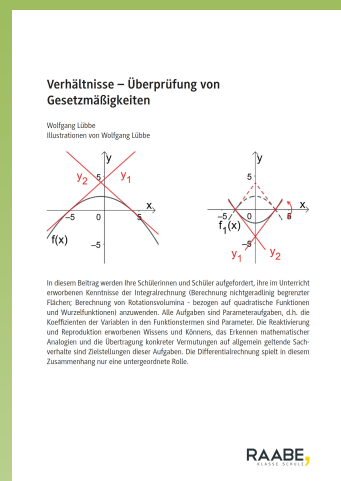 Verhältnisse – Überprüfung von
Gesetzmäßigkeiten
Wolfgang Lübbe
Illustrationen von Wolfgang Lübbe
y
y₂ 5 y₁
x
–5 0 5
f(x) –5
y
5
x
–5 0 5
f₁(x)
–5
y₁ y₂
In diesem Beitrag werden Ihre Schülerinnen und Schüler aufgefordert, ihre im Unterricht
erworbenen Kenntnisse der Integralrechnung (Berechnung nichtgeradlinig begrenzter
Flächen; Berechnung von Rotationsvolumina - bezogen auf quadratische Funktionen
und Wurzelfunktionen) anzuwenden. Alle Aufgaben sind Parameteraufgaben, d.h. die
Koeffizienten der Variablen in den Funktionstermen sind Parameter. Die Reaktivierung
und Reproduktion erworbenen Wissens und Könnens, das Erkennen mathematischer
Analogien und die Übertragung konkreter Vermutungen auf allgemein geltende Sach-
verhalte sind Zielstellungen dieser Aufgaben. Die Differentialrechnung spielt in diesem
Zusammenhang nur eine untergeordnete Rolle.
RAABE
KLASSE SCHULE